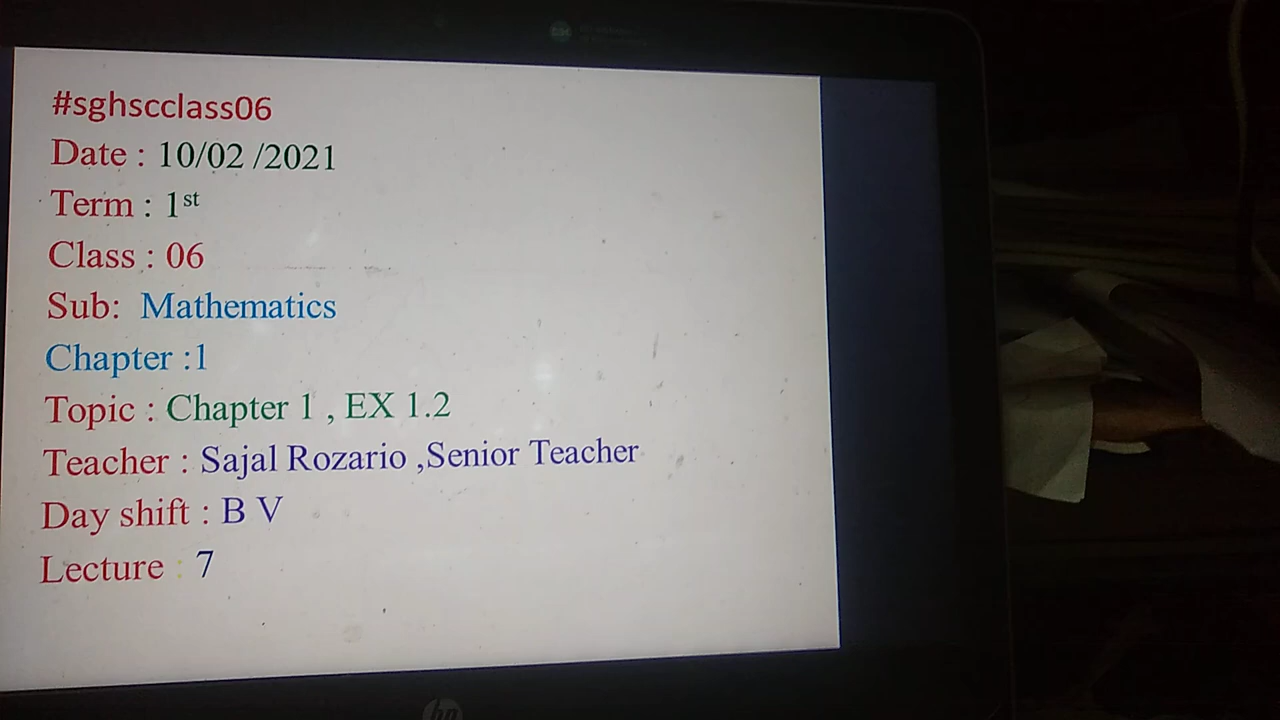 #sghscclass06
Date : 10/02 /2021
Term : 1st
Class : 06
Sub: Mathematics
Chapter :1
Topic : Chapter 1 , EX 1.2
Teacher : Sajal Rozario ,Senior Teacher
Day shift : B V
Lecture : 7
hp